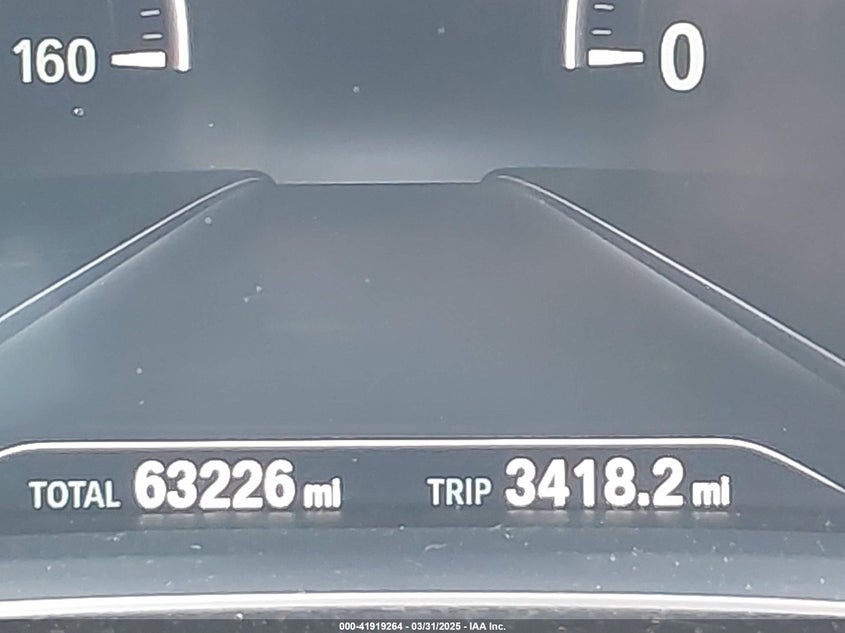 160 0
TOTAL 63226 mi TRIP 3418.2 mi
000-41919264 - 03/31/2025 - IAA Inc.